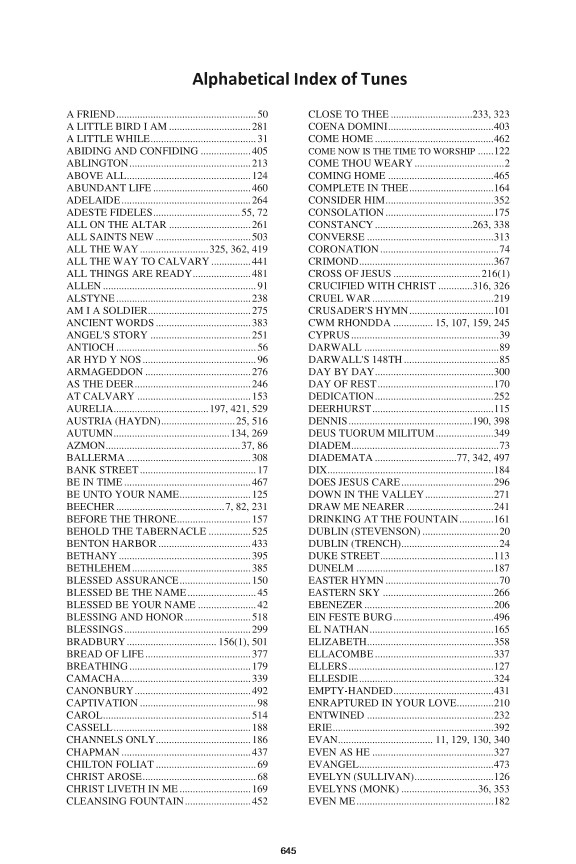 Alphabetical Index of Tunes
A FRIEND..................................................... 50
A LITTLE BIRD I AM ............................... 281
A LITTLE WHILE........................................ 31
ABIDING AND CONFIDING ................... 405
ABLINGTON.............................................. 213
ABOVE ALL............................................... 124
ABUNDANT LIFE ..................................... 460
ADELAIDE................................................. 264
ADESTE FIDELES................................. 55, 72
ALL ON THE ALTAR ............................... 261
ALL SAINTS NEW .................................... 503
ALL THE WAY .......................... 325, 362, 419
ALL THE WAY TO CALVARY ............... 441
ALL THINGS ARE READY...................... 481
ALLEN .......................................................... 91
ALSTYNE ................................................... 238
AM I A SOLDIER....................................... 275
ANCIENT WORDS .................................... 383
ANGEL'S STORY ...................................... 251
ANTIOCH ..................................................... 56
AR HYD Y NOS ........................................... 96
ARMAGEDDON ........................................ 276
AS THE DEER............................................ 246
AT CALVARY ........................................... 153
AURELIA.................................... 197, 421, 529
AUSTRIA (HAYDN)............................ 25, 516
AUTUMN............................................ 134, 269
AZMON................................................... 37, 86
BALLERMA .............................................. 308
BANK STREET ............................................ 17
BE IN TIME ................................................ 467
BE UNTO YOUR NAME........................... 125
BEECHER ......................................... 7, 82, 231
BEFORE THE THRONE............................ 157
BEHOLD THE TABERNACLE ................ 525
BENTON HARBOR ................................... 433
BETHANY .................................................. 395
BETHLEHEM............................................. 385
BLESSED ASSURANCE........................... 150
BLESSED BE THE NAME.......................... 45
BLESSED BE YOUR NAME ...................... 42
BLESSING AND HONOR......................... 518
BLESSINGS ............................................... 299
BRADBURY .................................. 156(1), 501
BREAD OF LIFE ........................................ 377
BREATHING .............................................. 179
CAMACHA................................................. 339
CANONBURY ............................................ 492
CAPTIVATION ............................................ 98
CAROL........................................................ 514
CASSELL.................................................... 188
CHANNELS ONLY.................................... 186
CHAPMAN ................................................. 437
CHILTON FOLIAT ...................................... 69
CHRIST AROSE........................................... 68
CHRIST LIVETH IN ME........................... 169
CLEANSING FOUNTAIN......................... 452
CLOSE TO THEE ...............................233, 323
COENA DOMINI........................................403
COME HOME .............................................462
COME NOW IS THE TIME TO WORSHIP ......122
COME THOU WEARY ..................................2
COMING HOME ........................................465
COMPLETE IN THEE................................164
CONSIDER HIM.........................................352
CONSOLATION .........................................175
CONSTANCY .....................................263, 338
CONVERSE ................................................313
CORONATION .............................................74
CRIMOND...................................................367
CROSS OF JESUS .................................216(1)
CRUCIFIED WITH CHRIST .............316, 326
CRUEL WAR ..............................................219
CRUSADER'S HYMN................................101
CWM RHONDDA ............... 15, 107, 159, 245
CYPRUS ........................................................39
DARWALL ...................................................89
DARWALL'S 148TH ....................................85
DAY BY DAY.............................................300
DAY OF REST............................................170
DEDICATION.............................................252
DEERHURST..............................................115
DENNIS ...............................................190, 398
DEUS TUORUM MILITUM......................349
DIADEM........................................................73
DIADEMATA ...............................77, 342, 497
DIX...............................................................184
DOES JESUS CARE...................................296
DOWN IN THE VALLEY..........................271
DRAW ME NEARER .................................241
DRINKING AT THE FOUNTAIN.............161
DUBLIN (STEVENSON) .............................20
DUBLIN (TRENCH).....................................24
DUKE STREET...........................................113
DUNELM ....................................................187
EASTER HYMN ...........................................70
EASTERN SKY ..........................................266
EBENEZER .................................................206
EIN FESTE BURG......................................496
EL NATHAN...............................................165
ELIZABETH................................................358
ELLACOMBE .............................................337
ELLERS.......................................................127
ELLESDIE...................................................324
EMPTY-HANDED......................................431
ENRAPTURED IN YOUR LOVE..............210
ENTWINED ................................................232
ERIE.............................................................392
EVAN.................................... 11, 129, 130, 340
EVEN AS HE ..............................................327
EVANGEL...................................................473
EVELYN (SULLIVAN)..............................126
EVELYNS (MONK) .............................36, 353
EVEN ME....................................................182
645